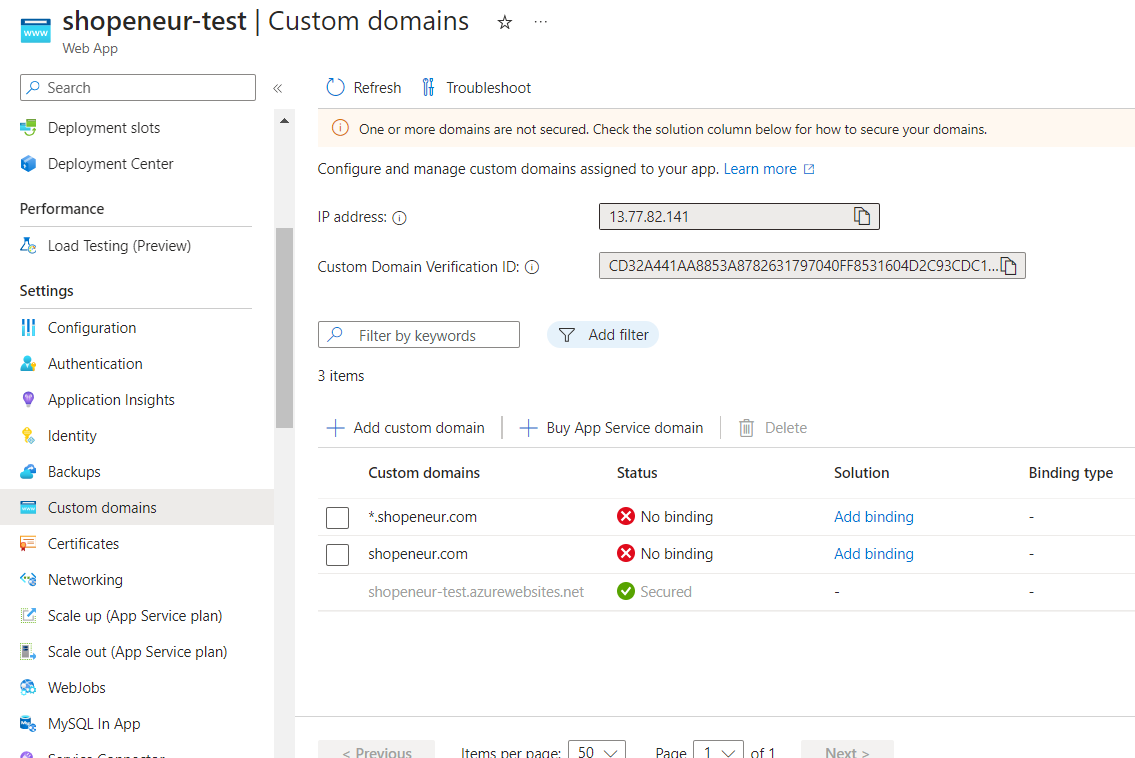 shopeneur-test | Custom domains
Web App
Search
Deployment slots
Deployment Center
Performance
Load Testing (Preview)
Settings
Configuration
Authentication
Application Insights
Identity
Backups
Custom domains
Certificates
Networking
Scale up (App Service plan)
Scale out (App Service plan)
WebJobs
MySQL In App
Service Connector
Refresh Troubleshoot
One or more domains are not secured. Check the solution column below for how to secure your domains.
Configure and manage custom domains assigned to your app. Learn more
IP address: 13.77.82.141
Custom Domain Verification ID: CD32A441AA8853A8782631797040FF8531604D2C93CDC1...
Filter by keywords Add filter
3 items
Add custom domain Buy App Service domain Delete
Custom domains Status Solution Binding type
*.shopeneur.com No binding Add binding -
shopeneur.com No binding Add binding -
shopeneur-test.azurewebsites.net Secured - -
< Previous Items per page: 50 Page 1 of 1 Next >